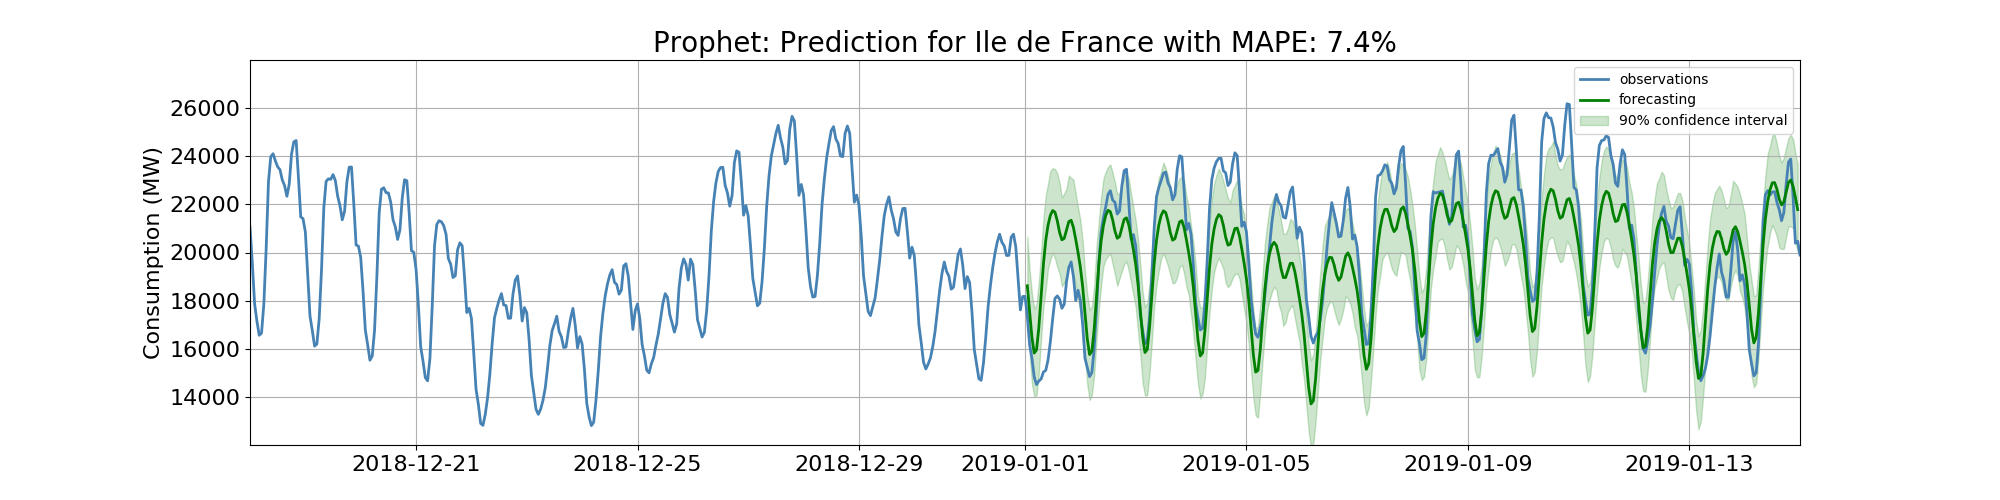 Prophet: Prediction for Ile de France with MAPE: 7.4%
observations
forecasting
90% confidence interval
Consumption (MW)
26000
24000
22000
20000
18000
16000
14000
2018-12-21
2018-12-25
2018-12-29
2019-01-01
2019-01-05
2019-01-09
2019-01-13